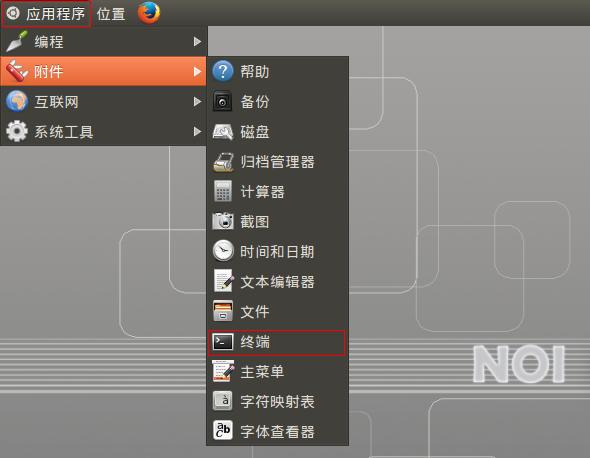 应用程序 位置
编程
附件
互联网
系统工具
帮助
备份
磁盘
归档管理器
计算器
截图
时间和日期
文本编辑器
文件
终端
主菜单
字符映射表
字体查看器
NOI